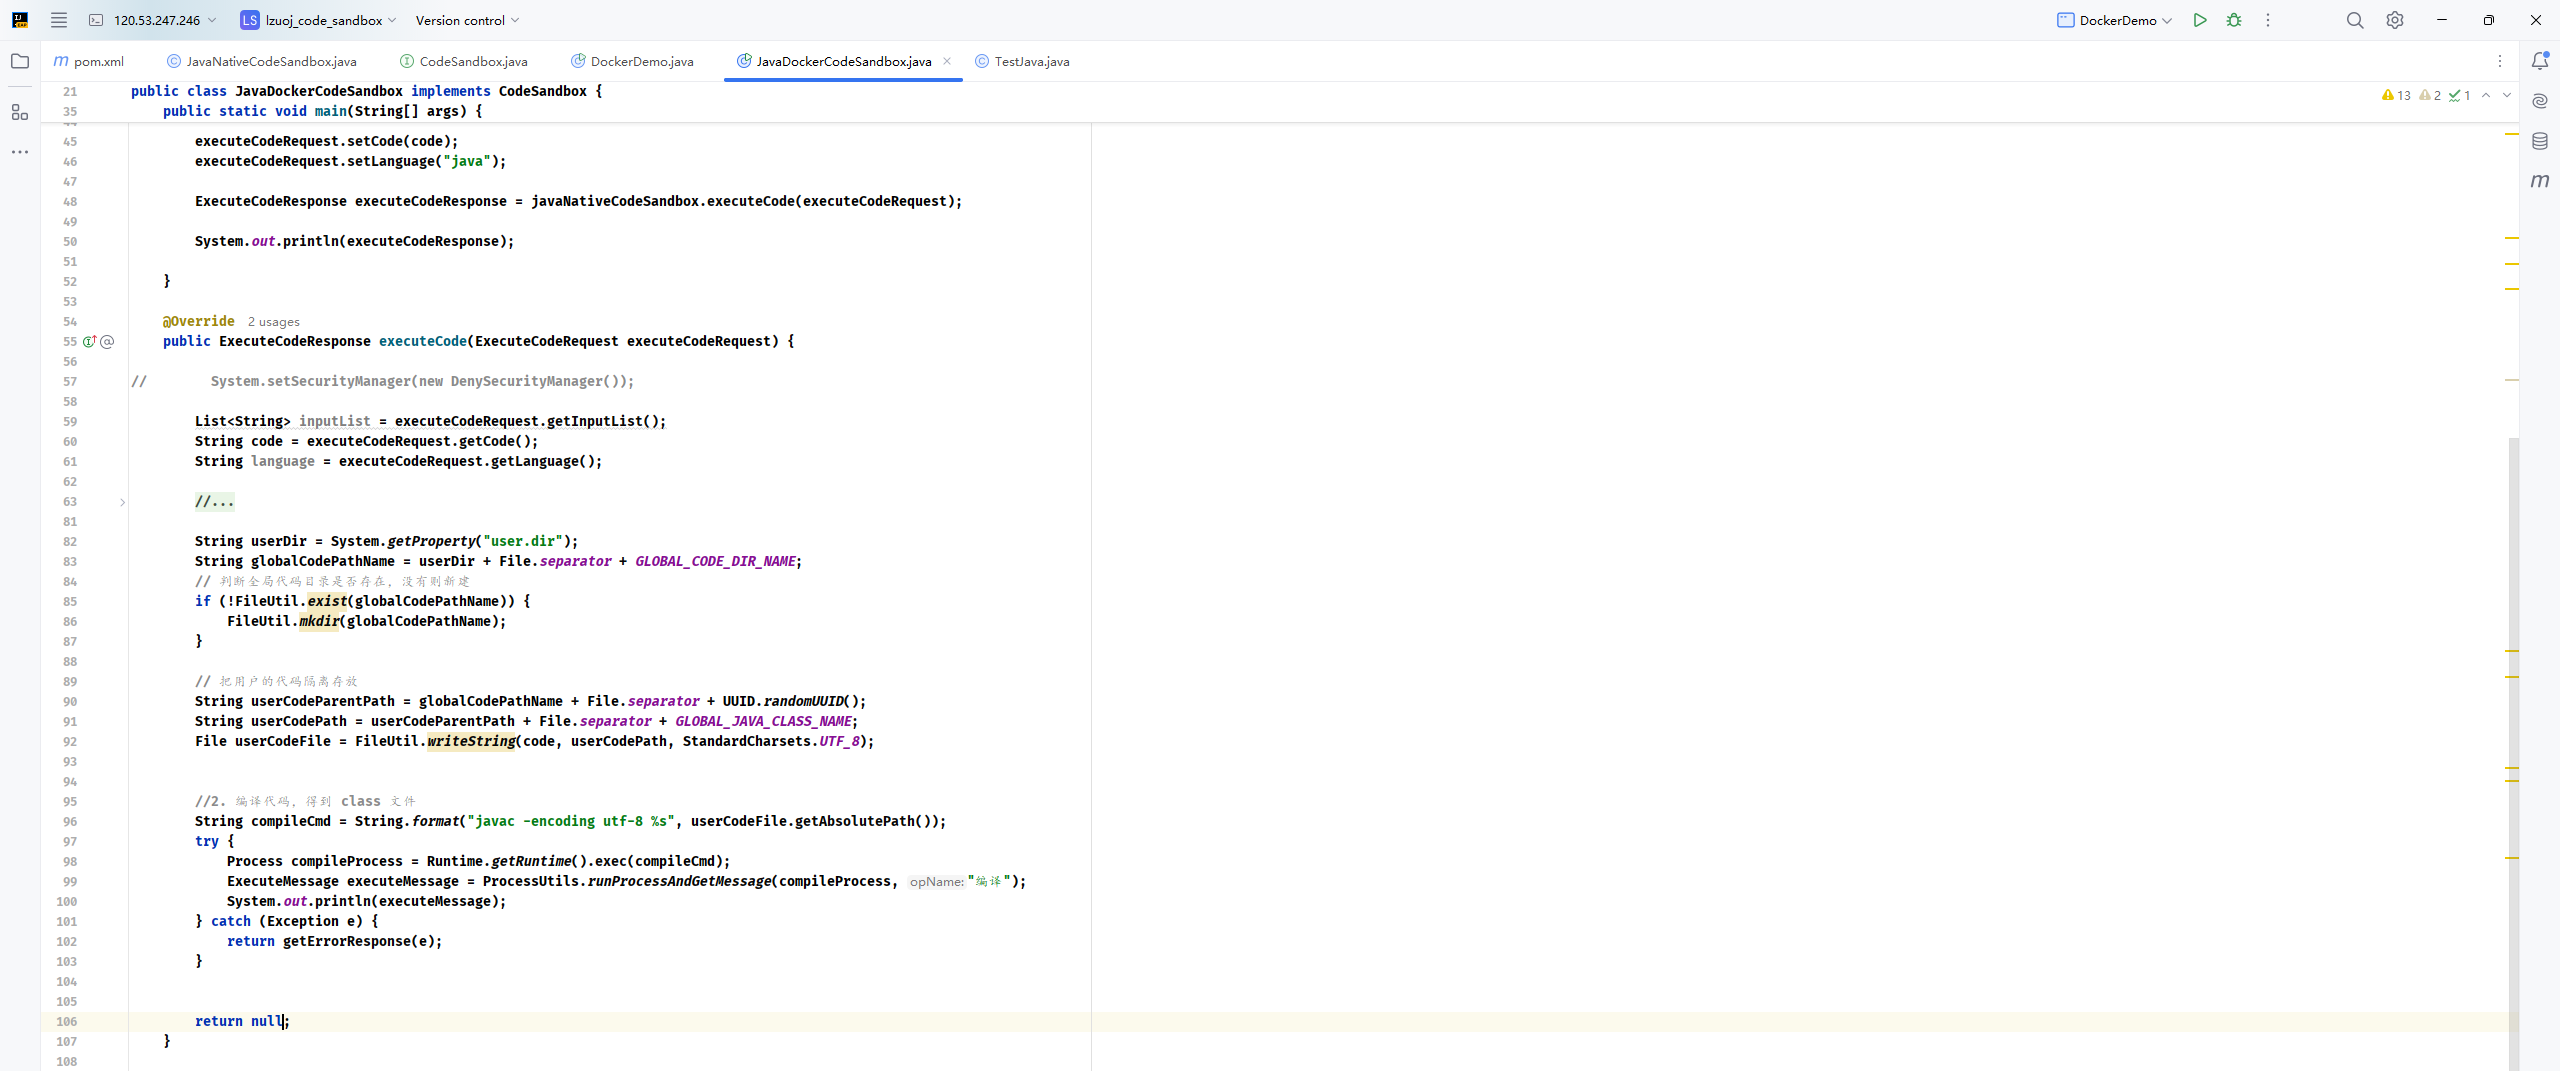 120.53.247.246 LS lzuoj_code_sandbox Version control DockerDemo
m pom.xml JavaNativeCodeSandbox.java CodeSandbox.java DockerDemo.java JavaDockerCodeSandbox.java TestJava.java
21 public class JavaDockerCodeSandbox implements CodeSandbox {
35 public static void main(String[] args) {
13 2 1
44
45 executeCodeRequest.setCode(code);
46 executeCodeRequest.setLanguage("java");
47
48 ExecuteCodeResponse executeCodeResponse = javaNativeCodeSandbox.executeCode(executeCodeRequest);
49
50 System.out.println(executeCodeResponse);
51
52 }
53
54 @Override 2 usages
55 public ExecuteCodeResponse executeCode(ExecuteCodeRequest executeCodeRequest) {
56
57 // System.setSecurityManager(new DenySecurityManager());
58
59 List<String> inputList = executeCodeRequest.getInputList();
60 String code = executeCodeRequest.getCode();
61 String language = executeCodeRequest.getLanguage();
62
63 //...
81
82 String userDir = System.getProperty("user.dir");
83 String globalCodePathName = userDir + File.separator + GLOBAL_CODE_DIR_NAME;
84 // 判断全局代码目录是否存在，没有则新建
85 if (!FileUtil.exist(globalCodePathName)) {
86 FileUtil.mkdir(globalCodePathName);
87 }
88
89 // 把用户的代码隔离存放
90 String userCodeParentPath = globalCodePathName + File.separator + UUID.randomUUID();
91 String userCodePath = userCodeParentPath + File.separator + GLOBAL_JAVA_CLASS_NAME;
92 File userCodeFile = FileUtil.writeString(code, userCodePath, StandardCharsets.UTF_8);
93
94
95 //2. 编译代码，得到 class 文件
96 String compileCmd = String.format("javac -encoding utf-8 %s", userCodeFile.getAbsolutePath());
97 try {
98 Process compileProcess = Runtime.getRuntime().exec(compileCmd);
99 ExecuteMessage executeMessage = ProcessUtils.runProcessAndGetMessage(compileProcess, opName: "编译");
100 System.out.println(executeMessage);
101 } catch (Exception e) {
102 return getErrorResponse(e);
103 }
104
105
106 return null;
107 }
108